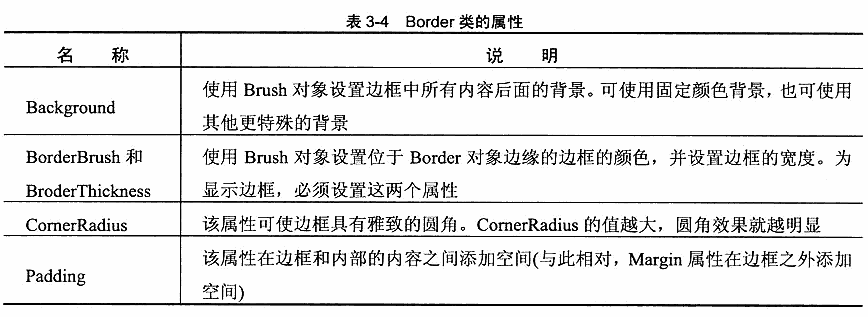 表 3-4 Border 类的属性
名 称 说 明
Background
使用 Brush 对象设置边框中所有内容后面的背景。可使用固定颜色背景，也可使用
其他更特殊的背景
BorderBrush 和
BroderThickness
使用 Brush 对象设置位于 Border 对象边缘的边框的颜色，并设置边框的宽度。为
显示边框，必须设置这两个属性
CornerRadius
该属性可使边框具有雅致的圆角。CornerRadius 的值越大，圆角效果就越明显
Padding
该属性在边框和内部的内容之间添加空间(与此相对，Margin 属性在边框之外添加
空间)